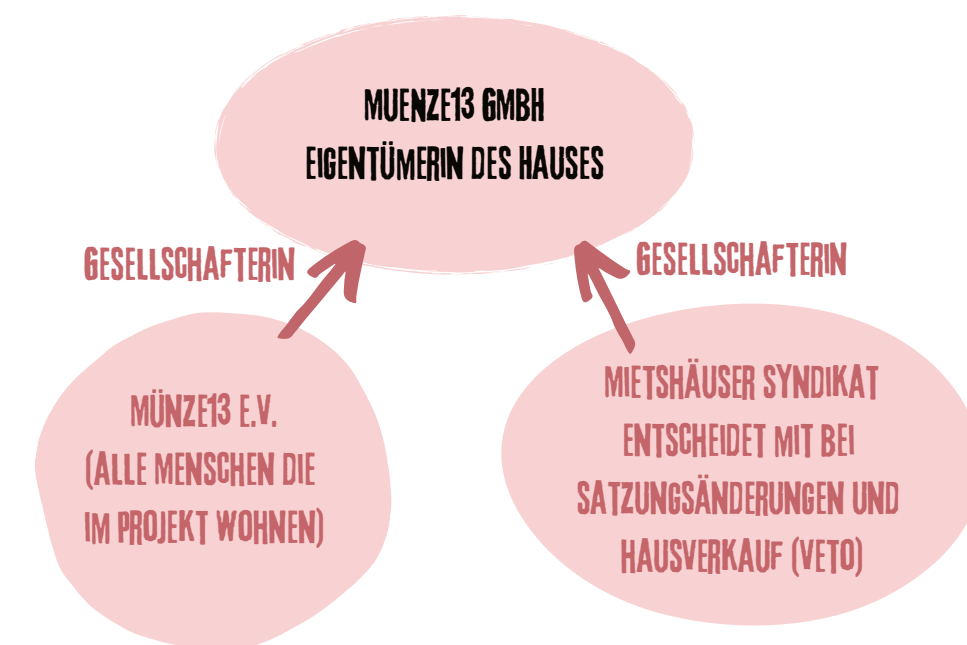 MUENZE13 GMBH
EIGENTÜMERIN DES HAUSES
GESELLSCHAFTERIN
GESELLSCHAFTERIN
MÜNZE13 E.V.
(ALLE MENSCHEN DIE
IM PROJEKT WOHNEN)
MIETSHÄUSER SYNDIKAT
ENTSCHEIDET MIT BEI
SATZUNGSÄNDERUNGEN UND
HAUSVERKAUF (VETO)